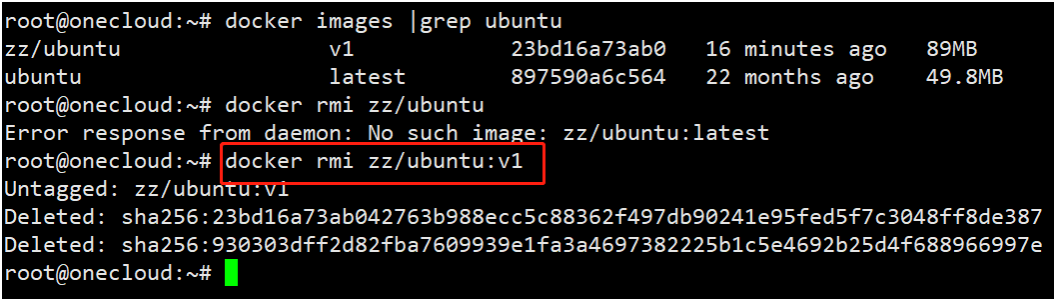 root@onecloud:~# docker images |grep ubuntu
zz/ubuntu                v1             23bd16a73ab0   16 minutes ago   89MB
ubuntu                   latest         897590a6c564   22 months ago    49.8MB
root@onecloud:~# docker rmi zz/ubuntu
Error response from daemon: No such image: zz/ubuntu:latest
root@onecloud:~# docker rmi zz/ubuntu:v1
Untagged: zz/ubuntu:v1
Deleted: sha256:23bd16a73ab042763b988ecc5c88362f497db90241e95fed5f7c3048ff8de387
Deleted: sha256:930303dff2d82fba7609939e1fa3a4697382225b1c5e4692b25d4f688966997e
root@onecloud:~#